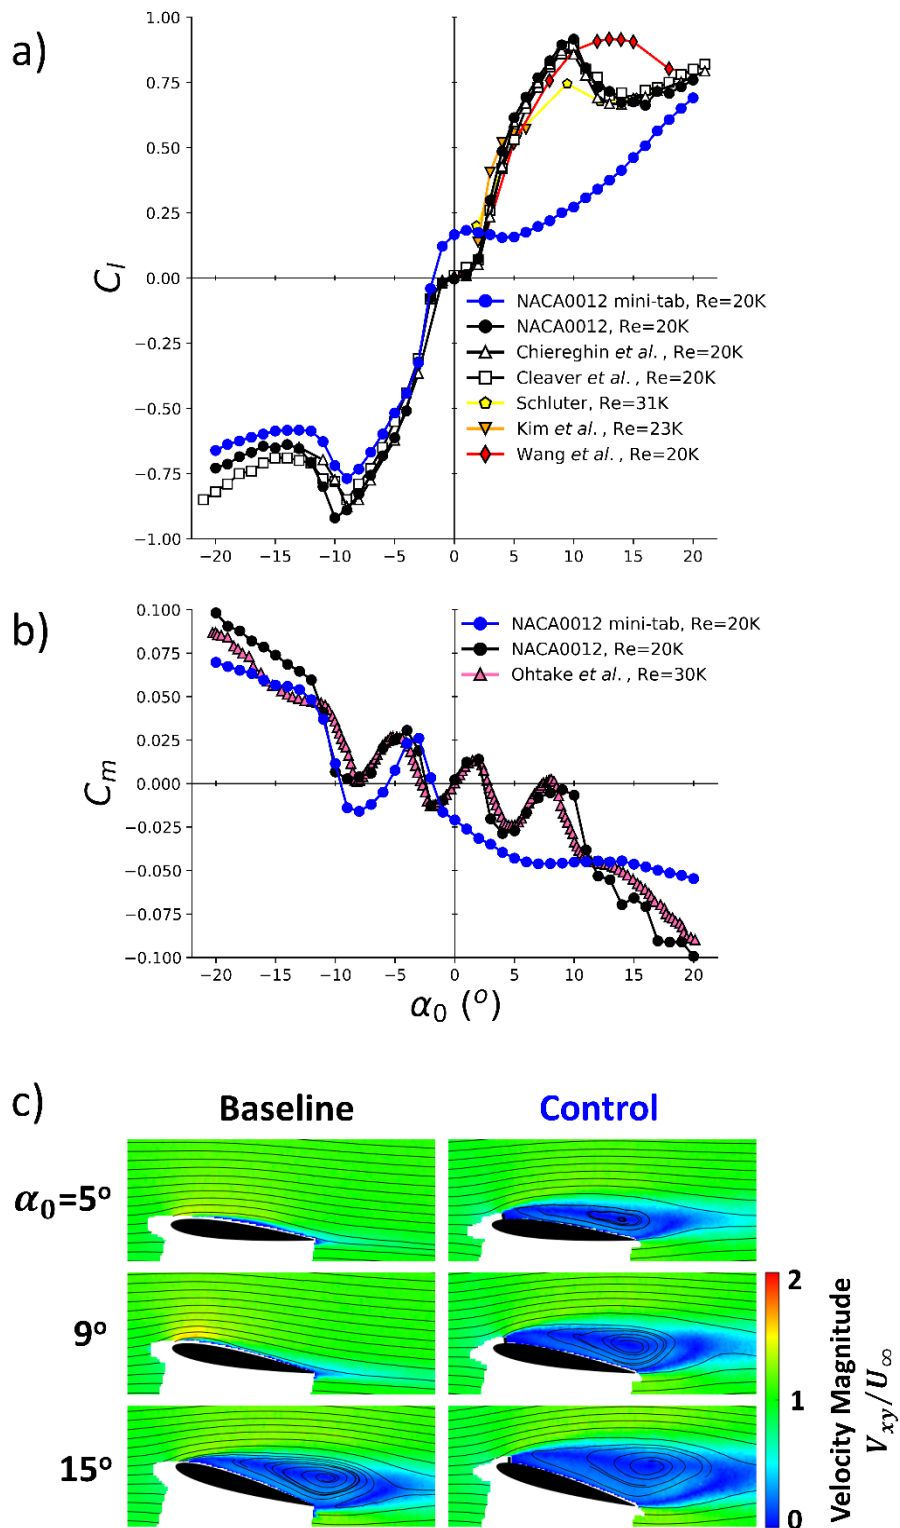 a)
1.00
0.75
0.50
0.25
0.00
−0.25
−0.50
−0.75
−1.00
C_l
NACA0012 mini-tab, Re=20K
NACA0012, Re=20K
Chiereghin et al. , Re=20K
Cleaver et al. , Re=20K
Schluter, Re=31K
Kim et al. , Re=23K
Wang et al. , Re=20K
−20 −15 −10 −5 0 5 10 15 20
b)
0.100
0.075
0.050
0.025
0.000
−0.025
−0.050
−0.075
−0.100
C_m
NACA0012 mini-tab, Re=20K
NACA0012, Re=20K
Ohtake et al. , Re=30K
−20 −15 −10 −5 0 5 10 15 20
α_0 (^o)
c)
Baseline Control
α_0=5^o
9^o
15^o
2
1
0
Velocity Magnitude
V_xy/U_∞